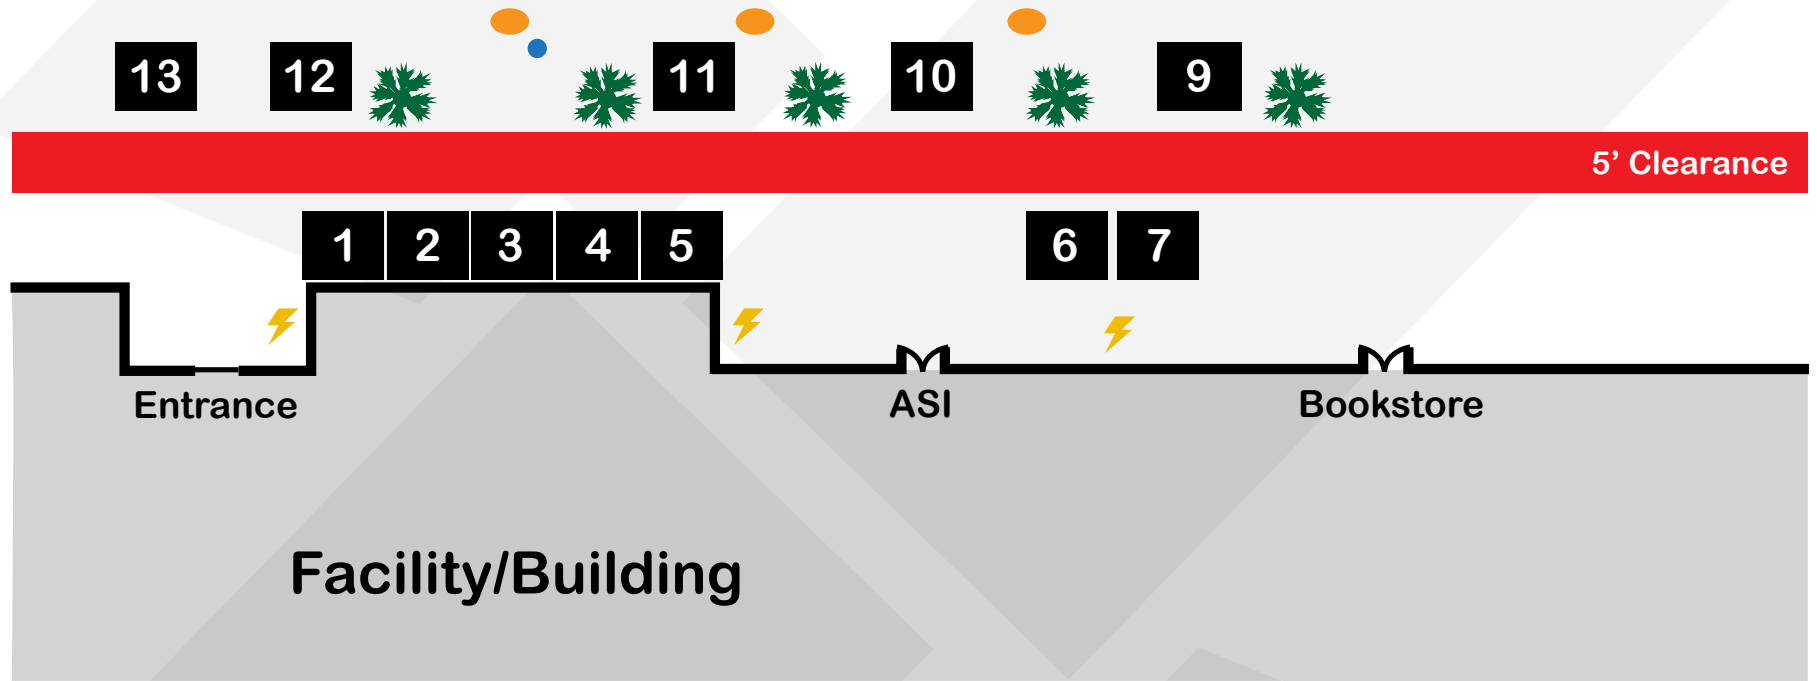 13 12 11 10 9
5’ Clearance
1 2 3 4 5 6 7
Entrance ASI Bookstore
Facility/Building